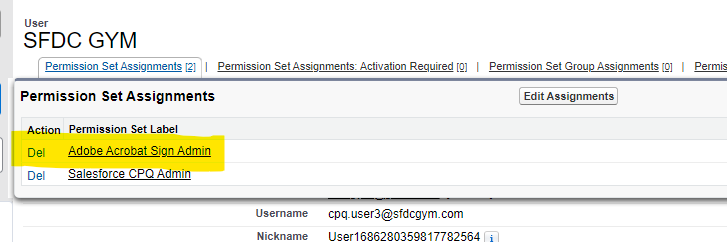 User
SFDC GYM
Permission Set Assignments [2] | Permission Set Assignments: Activation Required [0] | Permission Set Group Assignments [0] |
Permission Set Assignments Edit Assignments
Action Permission Set Label
Del Adobe Acrobat Sign Admin
Del Salesforce CPQ Admin
Username cpq.user3@sfdcgym.com
Nickname User1686280359817782564 i